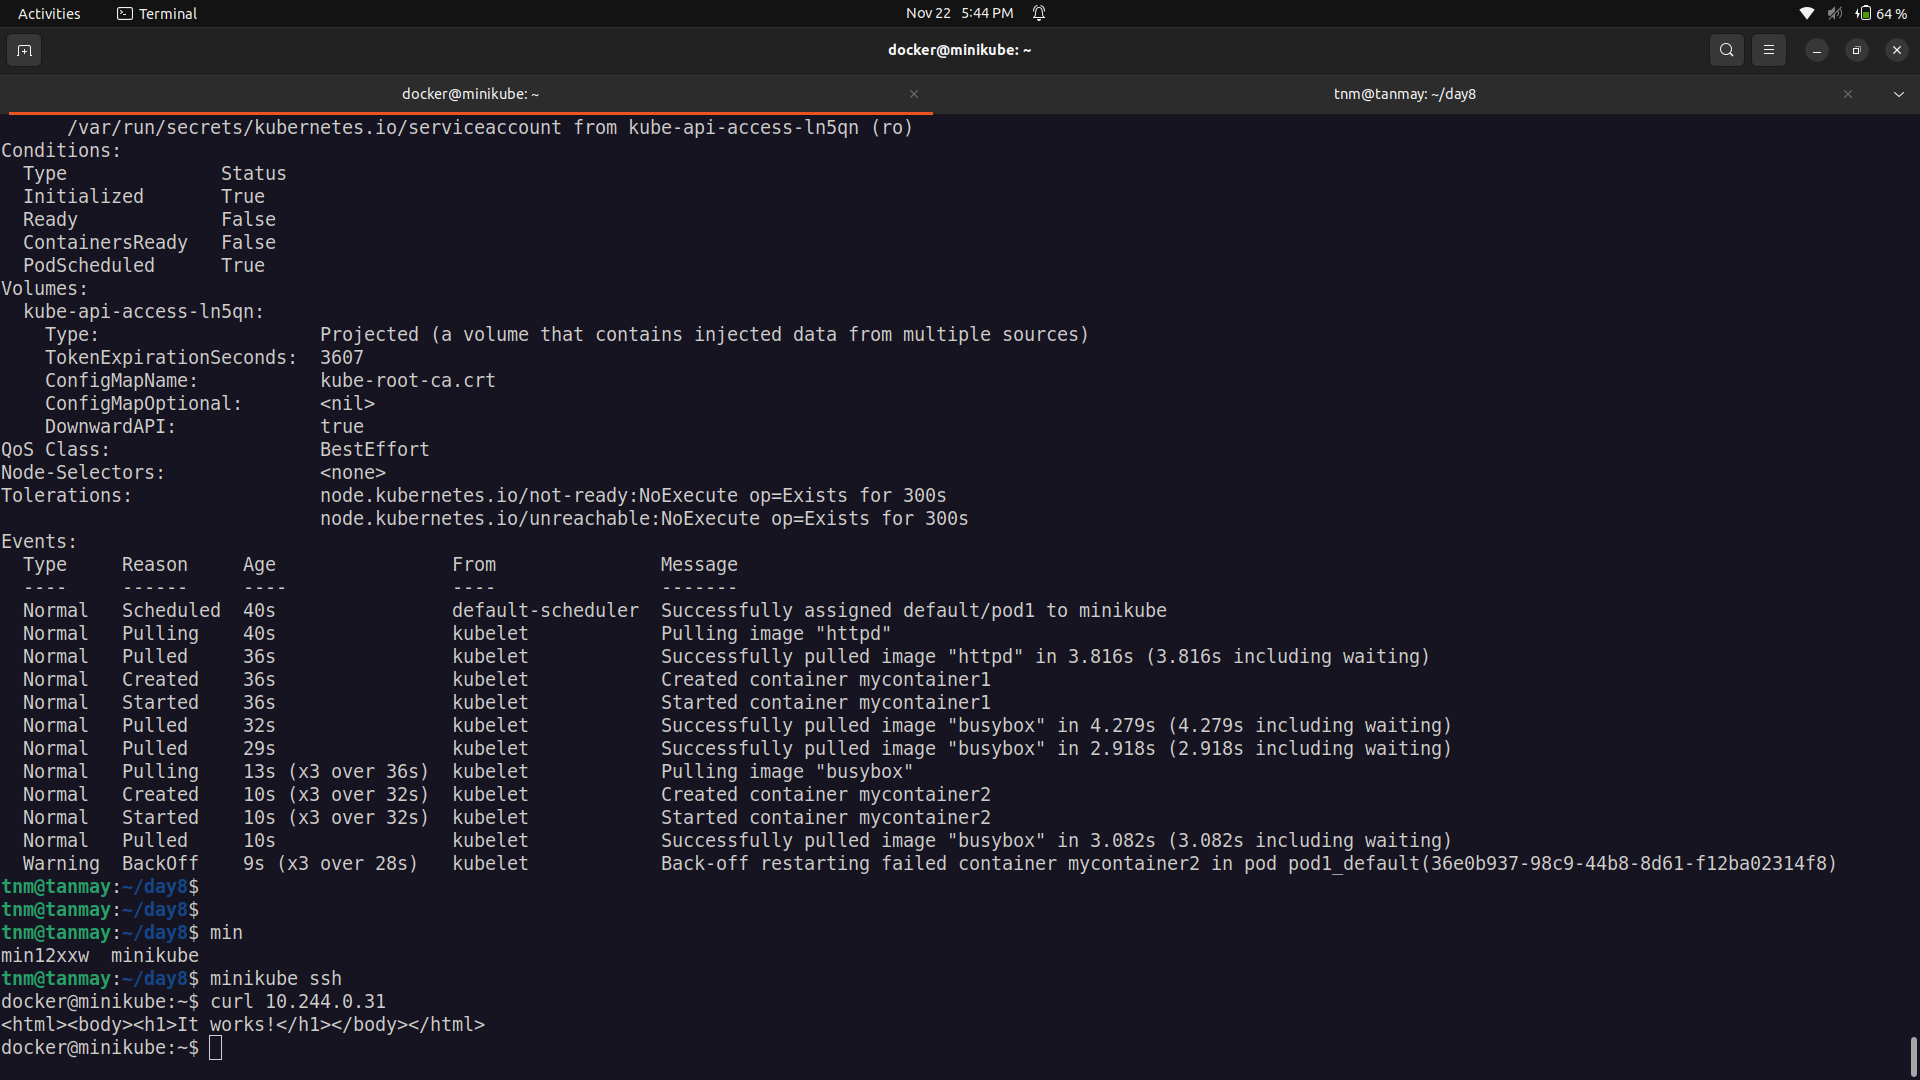 Activities Terminal Nov 22 5:44 PM 64 %
docker@minikube: ~
docker@minikube: ~ tnm@tanmay: ~/day8
      /var/run/secrets/kubernetes.io/serviceaccount from kube-api-access-ln5qn (ro)
Conditions:
  Type              Status
  Initialized       True
  Ready             False
  ContainersReady   False
  PodScheduled      True
Volumes:
  kube-api-access-ln5qn:
    Type:                    Projected (a volume that contains injected data from multiple sources)
    TokenExpirationSeconds:  3607
    ConfigMapName:           kube-root-ca.crt
    ConfigMapOptional:       <nil>
    DownwardAPI:             true
QoS Class:                   BestEffort
Node-Selectors:              <none>
Tolerations:                 node.kubernetes.io/not-ready:NoExecute op=Exists for 300s
                             node.kubernetes.io/unreachable:NoExecute op=Exists for 300s
Events:
  Type     Reason     Age                From               Message
  ----     ------     ----               ----               -------
  Normal   Scheduled  40s                default-scheduler  Successfully assigned default/pod1 to minikube
  Normal   Pulling    40s                kubelet            Pulling image "httpd"
  Normal   Pulled     36s                kubelet            Successfully pulled image "httpd" in 3.816s (3.816s including waiting)
  Normal   Created    36s                kubelet            Created container mycontainer1
  Normal   Started    36s                kubelet            Started container mycontainer1
  Normal   Pulled     32s                kubelet            Successfully pulled image "busybox" in 4.279s (4.279s including waiting)
  Normal   Pulled     29s                kubelet            Successfully pulled image "busybox" in 2.918s (2.918s including waiting)
  Normal   Pulling    13s (x3 over 36s)  kubelet            Pulling image "busybox"
  Normal   Created    10s (x3 over 32s)  kubelet            Created container mycontainer2
  Normal   Started    10s (x3 over 32s)  kubelet            Started container mycontainer2
  Normal   Pulled     10s                kubelet            Successfully pulled image "busybox" in 3.082s (3.082s including waiting)
  Warning  BackOff    9s (x3 over 28s)   kubelet            Back-off restarting failed container mycontainer2 in pod pod1_default(36e0b937-98c9-44b8-8d61-f12ba02314f8)
tnm@tanmay:~/day8$
tnm@tanmay:~/day8$
tnm@tanmay:~/day8$ min
min12xxw  minikube
tnm@tanmay:~/day8$ minikube ssh
docker@minikube:~$ curl 10.244.0.31
<html><body><h1>It works!</h1></body></html>
docker@minikube:~$